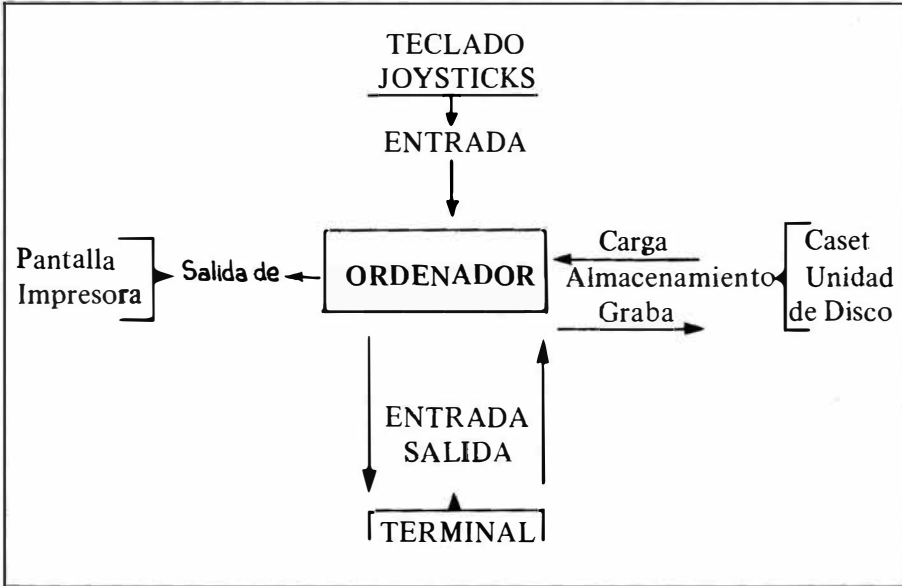 TECLADO
JOYSTICKS
ENTRADA
Pantalla
Impresora
Salida de
ORDENADOR
Carga
Almacenamiento
Graba
Caset
Unidad
de Disco
ENTRADA
SALIDA
TERMINAL